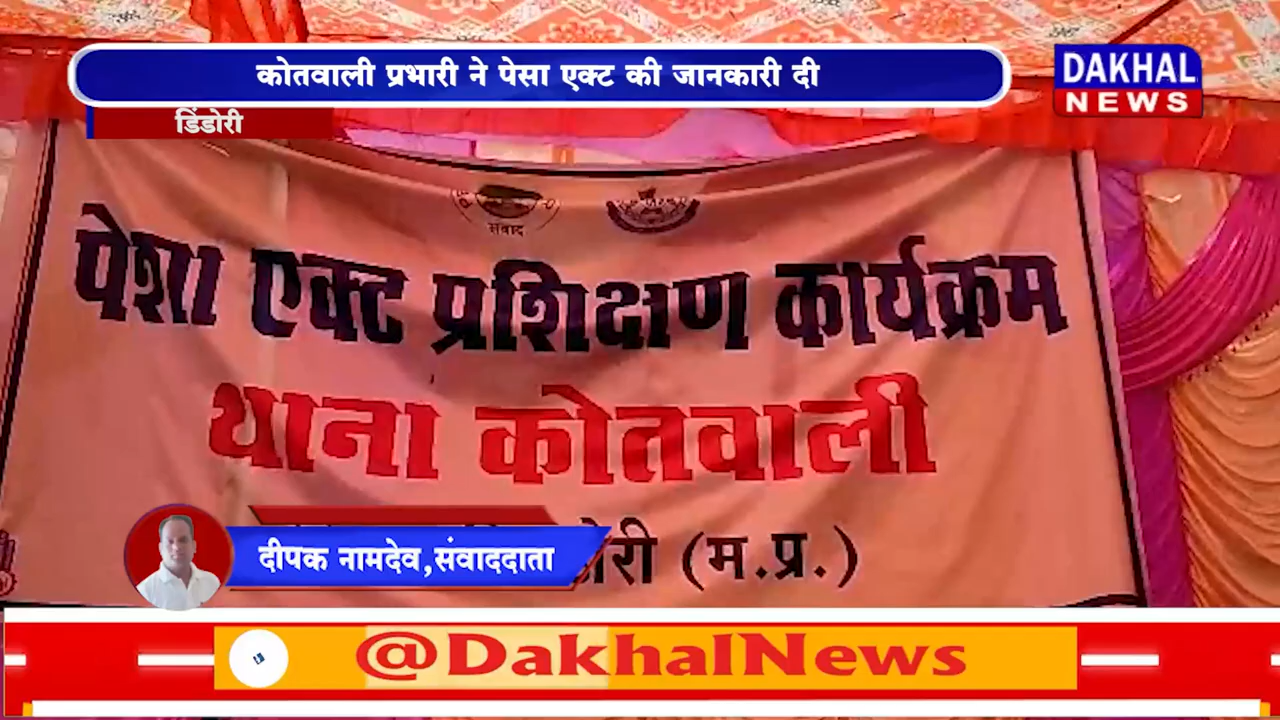 कोतवाली प्रभारी ने पेसा एक्ट की जानकारी दी
DAKHAL
NEWS
डिंडोरी
संवाद
पेशा एक्ट प्रशिक्षण कार्यक्रम
थाना कोतवाली
दीपक नामदेव,संवाददाता
ोरी (म.प्र.)
@DakhalNews